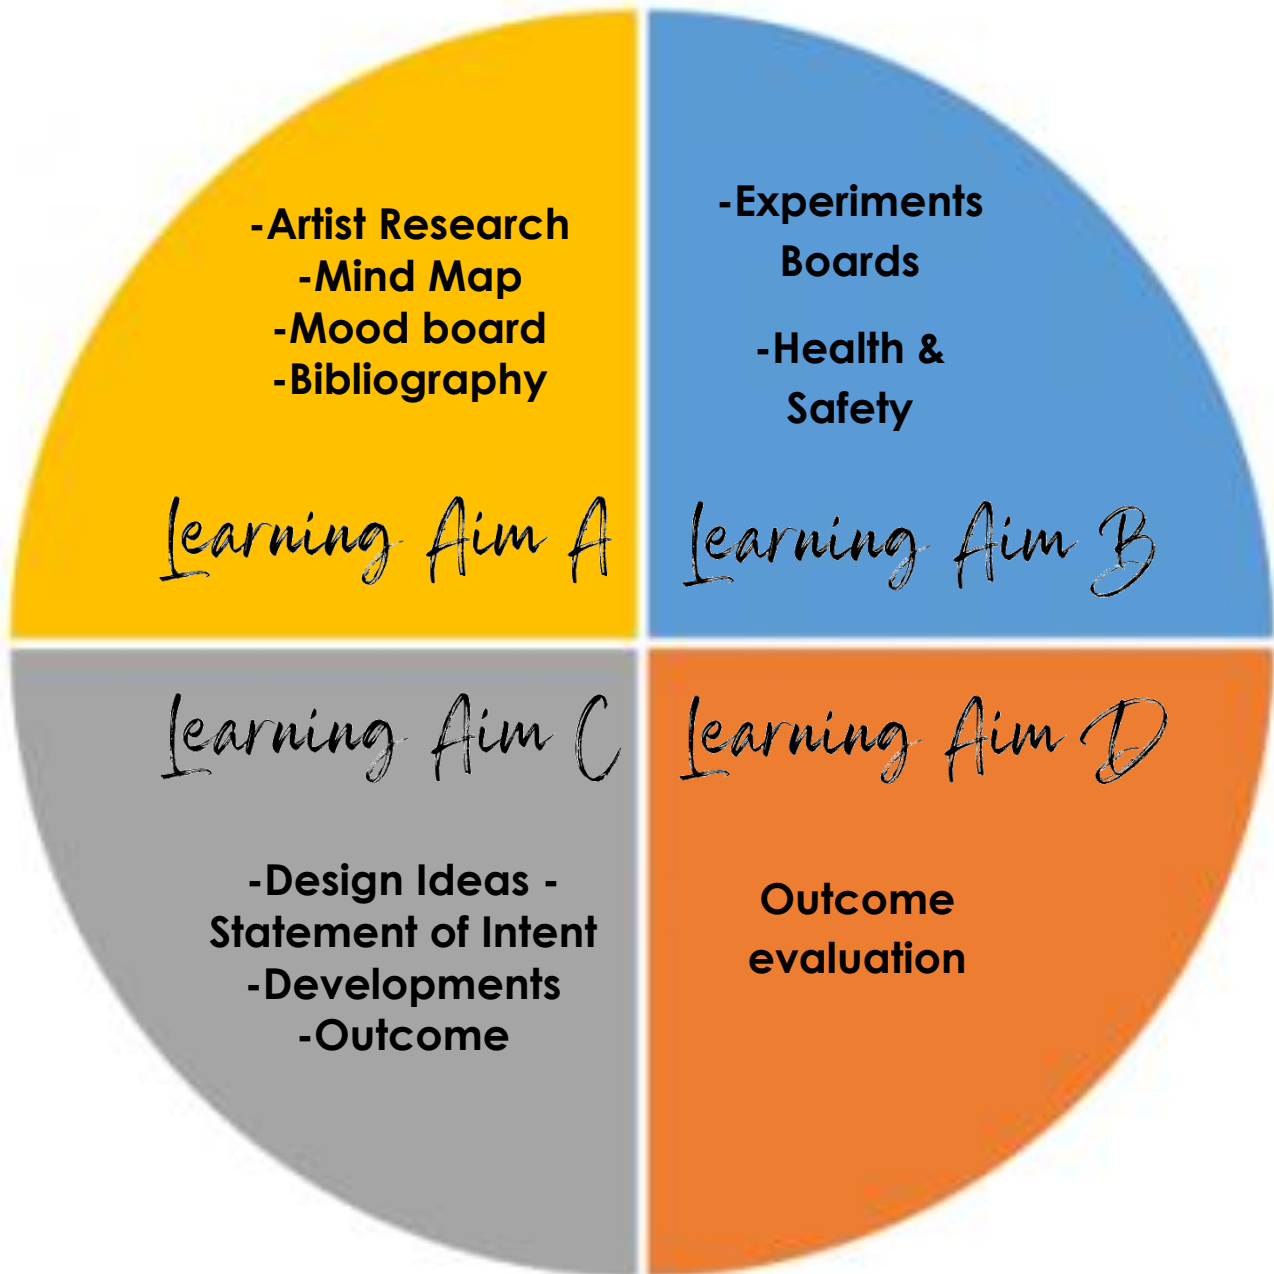 -Artist Research
-Mind Map
-Mood board
-Bibliography
Learning Aim A
-Experiments
Boards
-Health &
Safety
Learning Aim B
Learning Aim C
-Design Ideas -
Statement of Intent
-Developments
-Outcome
Learning Aim D
Outcome
evaluation